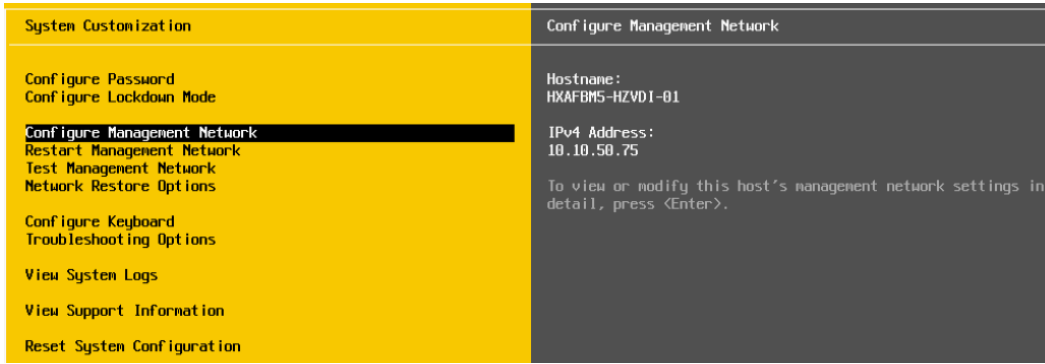 System Customization
Configure Password
Configure Lockdown Mode
Configure Management Network
Restart Management Network
Test Management Network
Network Restore Options
Configure Keyboard
Troubleshooting Options
View System Logs
View Support Information
Reset System Configuration
Configure Management Network
Hostname:
HXAFBM5-HZVDI-01
IPv4 Address:
10.10.50.75
To view or modify this host's management network settings in
detail, press <Enter>.